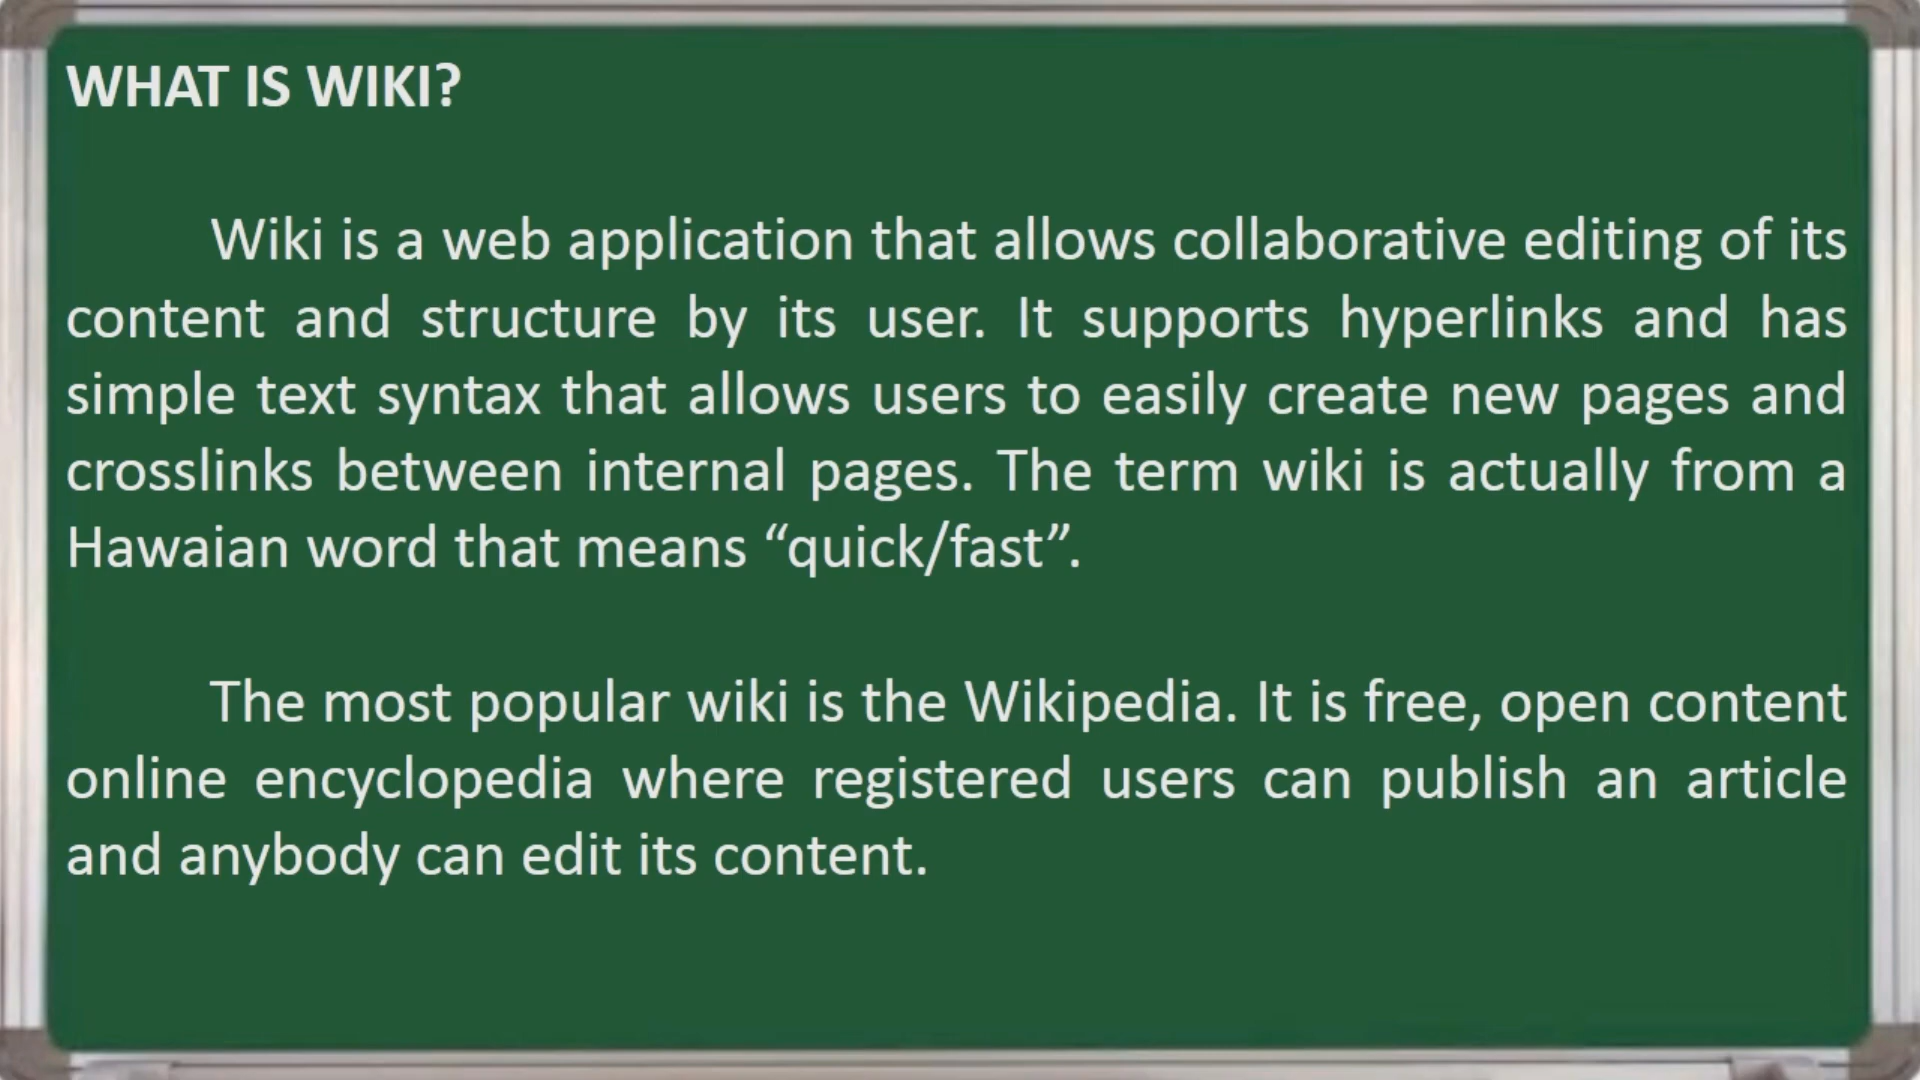 WHAT IS WIKI?
Wiki is a web application that allows collaborative editing of its
content and structure by its user. It supports hyperlinks and has
simple text syntax that allows users to easily create new pages and
crosslinks between internal pages. The term wiki is actually from a
Hawaian word that means “quick/fast”.
The most popular wiki is the Wikipedia. It is free, open content
online encyclopedia where registered users can publish an article
and anybody can edit its content.